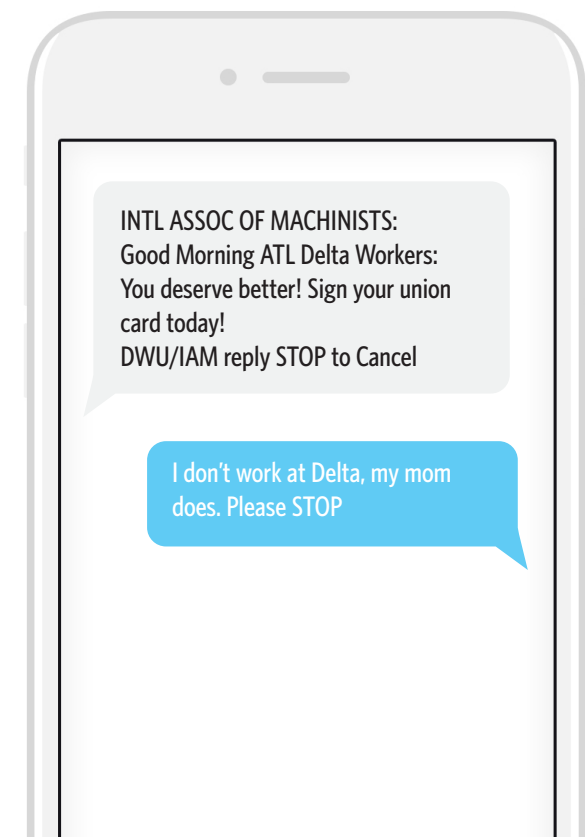 INTL ASSOC OF MACHINISTS:
Good Morning ATL Delta Workers:
You deserve better! Sign your union
card today!
DWU/IAM reply STOP to Cancel
I don’t work at Delta, my mom
does. Please STOP